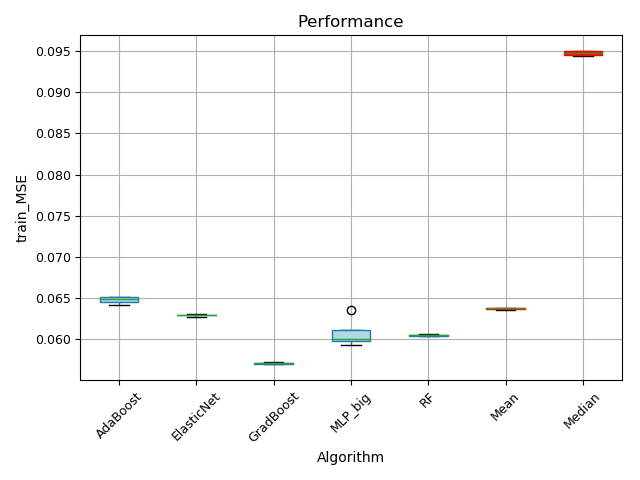 Performance
train_MSE
0.095
0.090
0.085
0.080
0.075
0.070
0.065
0.060
AdaBoost
ElasticNet
GradBoost
MLP_big
RF
Mean
Median
Algorithm